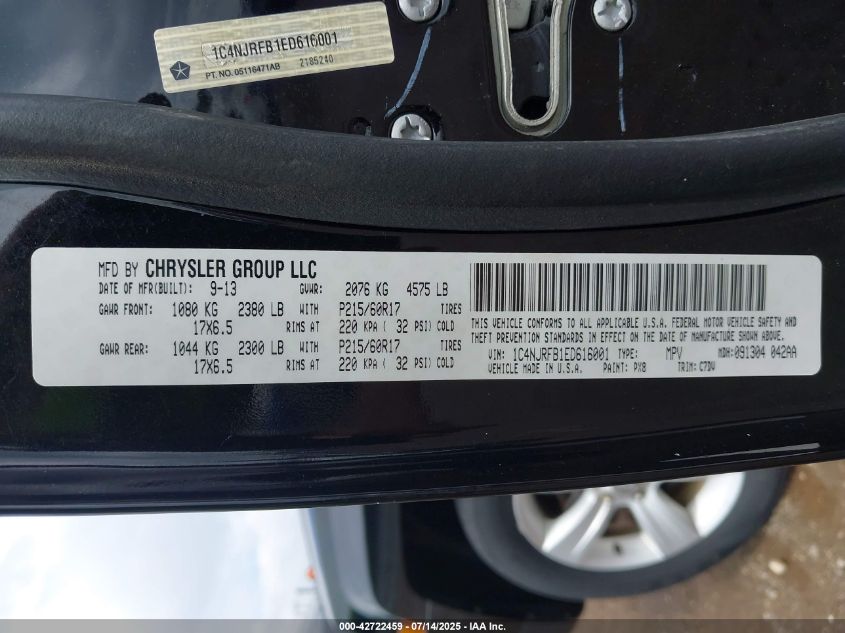 1C4NJRFB1ED616001
PT. NO. 05116471AB 2185240
MFD BY CHRYSLER GROUP LLC
DATE OF MFR(BUILT): 9-13 GVWR: 2076 KG 4575 LB
GAWR FRONT: 1080 KG 2380 LB WITH P215/60R17 TIRES
17X6.5 RIMS AT 220 KPA ( 32 PSI) COLD
GAWR REAR: 1044 KG 2300 LB WITH P215/60R17 TIRES
17X6.5 RIMS AT 220 KPA ( 32 PSI) COLD
THIS VEHICLE CONFORMS TO ALL APPLICABLE U.S.A. FEDERAL MOTOR VEHICLE SAFETY AND
THEFT PREVENTION STANDARDS IN EFFECT ON THE DATE OF MANUFACTURE SHOWN ABOVE.
VIN: 1C4NJRFB1ED616001 TYPE: MPV MDH: 091304 042AA
VEHICLE MADE IN U.S.A. PAINT: PX8 TRIM: C7DV
000-42722459 - 07/14/2025 - IAA Inc.